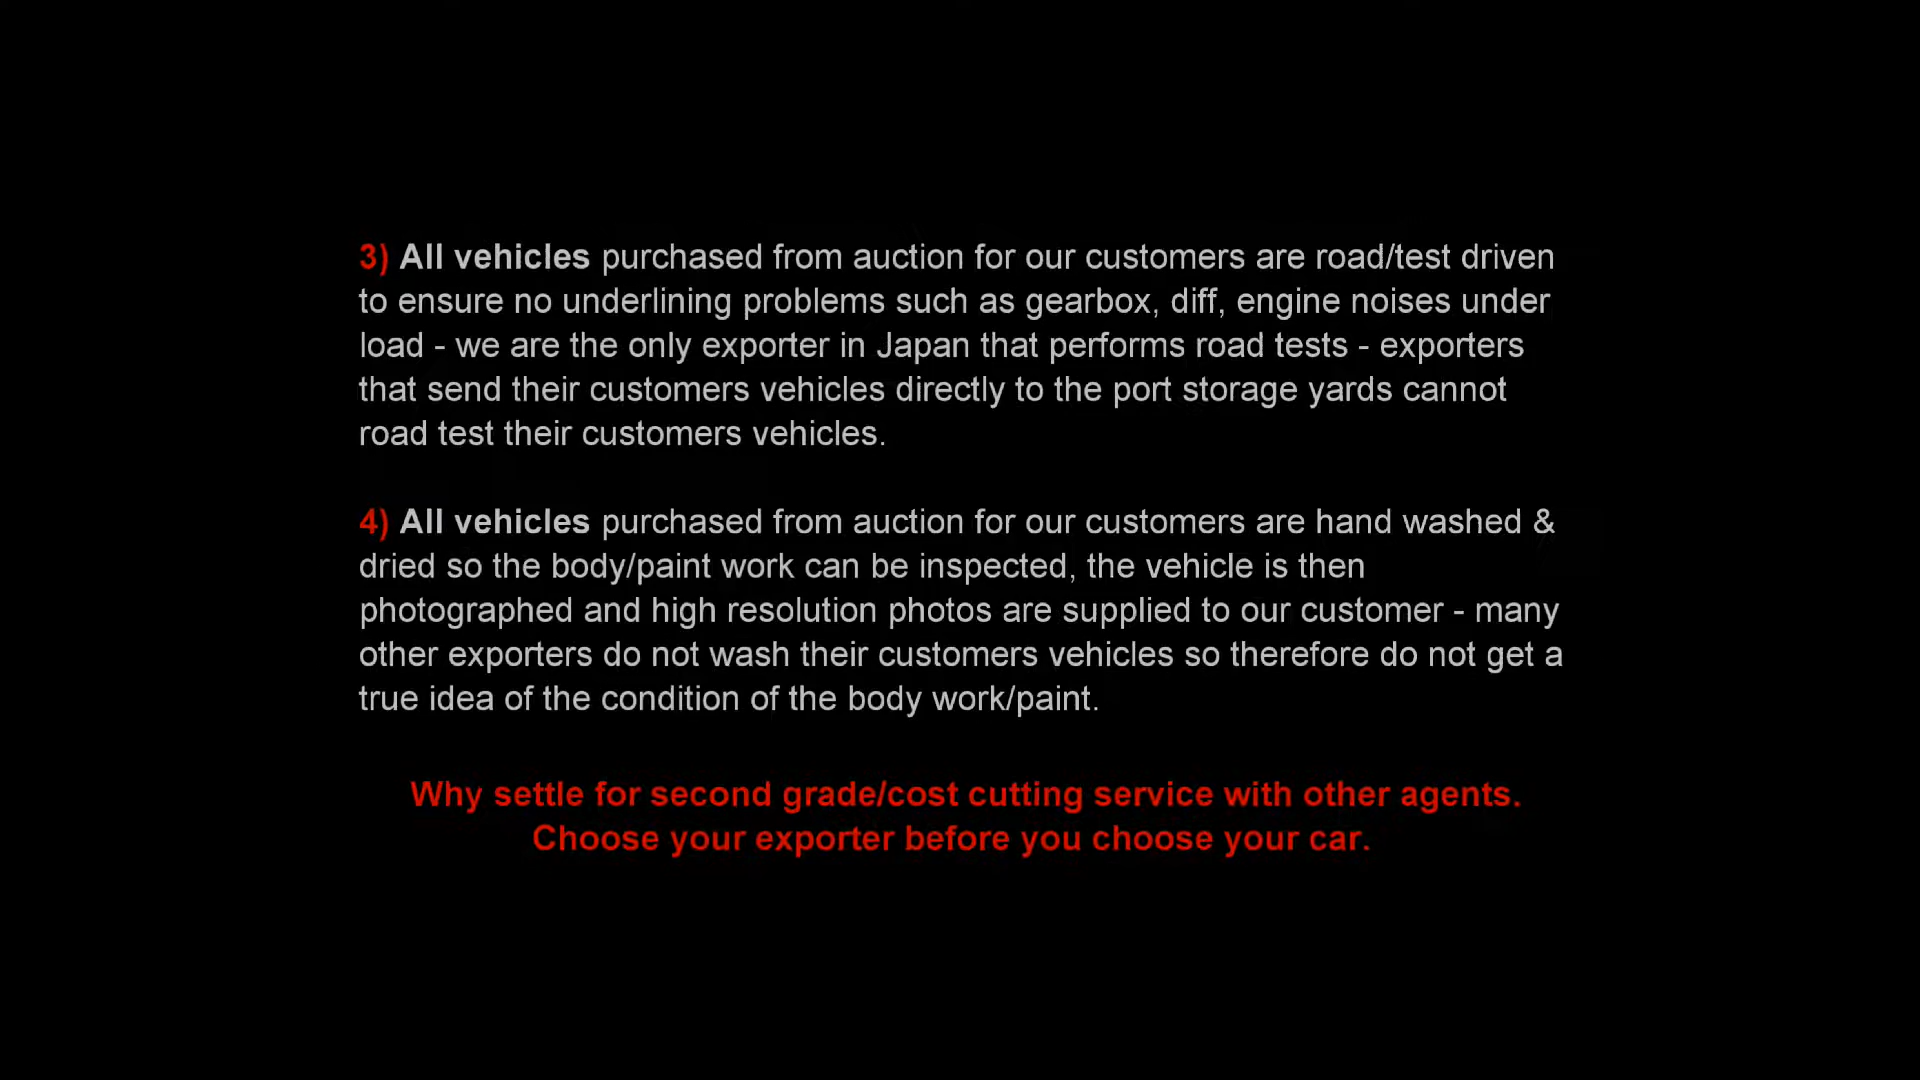 3) All vehicles purchased from auction for our customers are road/test driven
to ensure no underlining problems such as gearbox, diff, engine noises under
load - we are the only exporter in Japan that performs road tests - exporters
that send their customers vehicles directly to the port storage yards cannot
road test their customers vehicles.
4) All vehicles purchased from auction for our customers are hand washed &
dried so the body/paint work can be inspected, the vehicle is then
photographed and high resolution photos are supplied to our customer - many
other exporters do not wash their customers vehicles so therefore do not get a
true idea of the condition of the body work/paint.
Why settle for second grade/cost cutting service with other agents.
Choose your exporter before you choose your car.